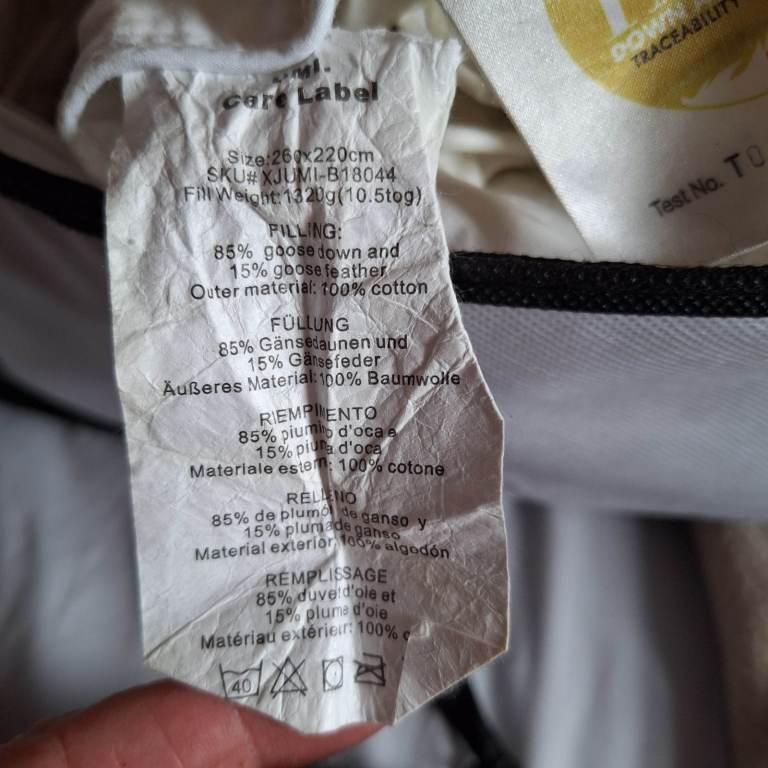 care Label
Size:260x220cm
SKU# XJUMI-B18044
Fill Weight:1320g(10.5tog)
FILLING:
85% goose down and
15% goose feather
Outer material: 100% cotton
FÜLLUNG
85% Gänsedaunen und
15% Gänsefeder
Äußeres Material: 100% Baumwolle
RIEMPIMENTO
85% piumino d'oca e
15% piuma d'oca
Materiale estern: 100% cotone
RELLENO
85% de plumón de ganso y
15% pluma de ganso
Material exterior: 100% algodón
REMPLISSAGE
85% duvet d'oie et
15% plume d'oie
Matériau extérieur: 100% c
40
DOWN
TRACEABILITY
Test No. T0